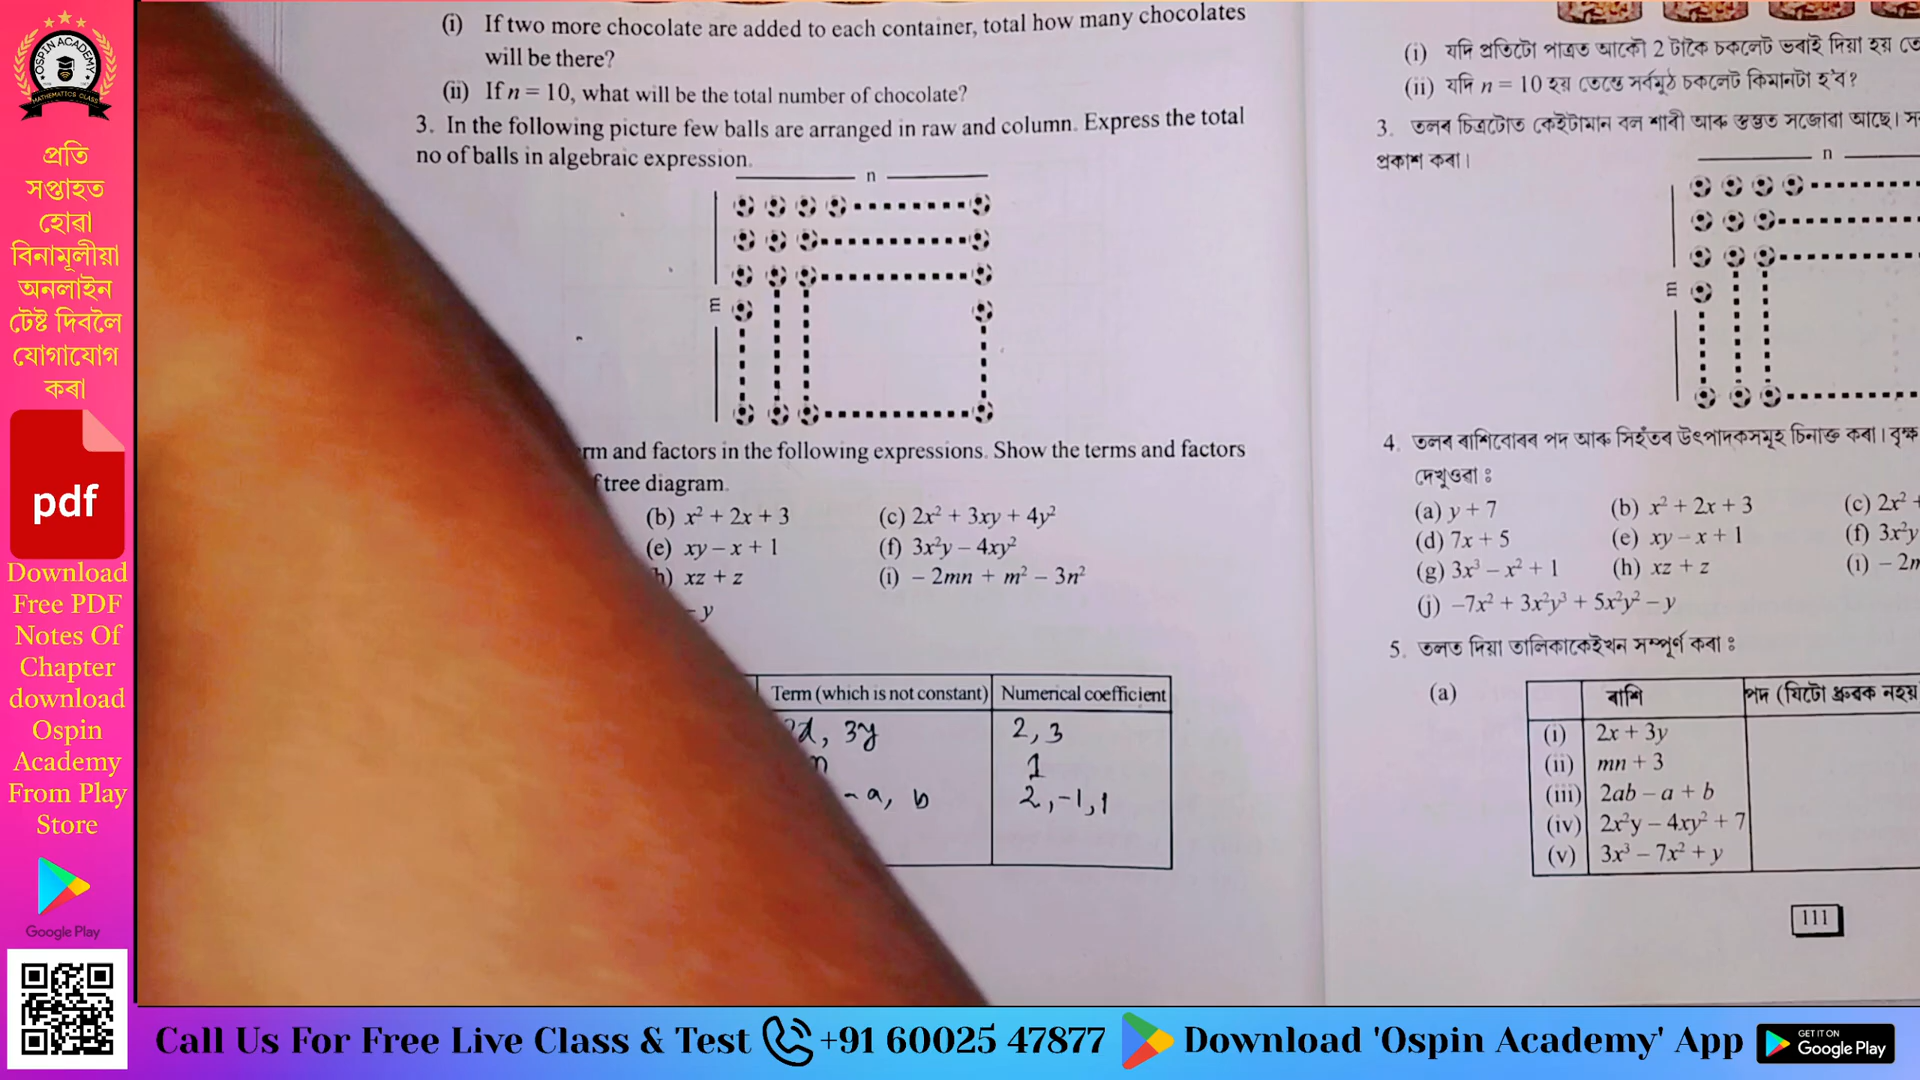 OSPIN ACADEMY
MATHEMATICS CLASS
প্ৰতি
সপ্তাহত
হোৱা
বিনামূলীয়া
অনলাইন
টেষ্ট দিবলৈ
যোগাযোগ
কৰা
pdf
Download
Free PDF
Notes Of
Chapter
download
Ospin
Academy
From Play
Store
Google Play
(i) If two more chocolate are added to each container, total how many chocolates
will be there?
(ii) If n = 10, what will be the total number of chocolate?
3. In the following picture few balls are arranged in raw and column. Express the total
no of balls in algebraic expression.
n
m
term and factors in the following expressions. Show the terms and factors
tree diagram.
(b) x² + 2x + 3 (c) 2x² + 3xy + 4y²
(e) xy – x + 1 (f) 3x²y – 4xy²
(h) xz + z (i) – 2mn + m² – 3n²
– y
Term (which is not constant) Numerical coefficient
, 3y 2, 3
1
- a, b 2, -1, 1
(i) যদি প্ৰতিটো পাত্ৰত আকৌ 2 টাকৈ চকলেট ভৰাই দিয়া হয়
(ii) যদি n = 10 হয় তেন্তে সৰ্বমুঠ চকলেট কিমানটা হ'ব?
3. তলৰ চিত্ৰটোত কেইটামান বল শাৰী আৰু স্তম্ভত সজোৱা আছে।
প্ৰকাশ কৰা।
n
m
4. তলৰ ৰাশিবোৰৰ পদ আৰু সিহঁতৰ উৎপাদকসমূহ চিনাক্ত কৰা। বৃক্ষ
দেখুওৱা ঃ
(a) y + 7 (b) x² + 2x + 3 (c) 2x² +
(d) 7x + 5 (e) xy – x + 1 (f) 3x²y
(g) 3x³ – x² + 1 (h) xz + z (i) – 2m
(j) –7x² + 3x²y³ + 5x²y² – y
5. তলত দিয়া তালিকাকেইখন সম্পূৰ্ণ কৰা ঃ
(a) ৰাশি পদ (যিটো ধ্ৰুৱক নহয়
(i) 2x + 3y
(ii) mn + 3
(iii) 2ab – a + b
(iv) 2x²y – 4xy² + 7
(v) 3x³ – 7x² + y
111
Call Us For Free Live Class & Test +91 60025 47877 Download 'Ospin Academy' App GET IT ON Google Play